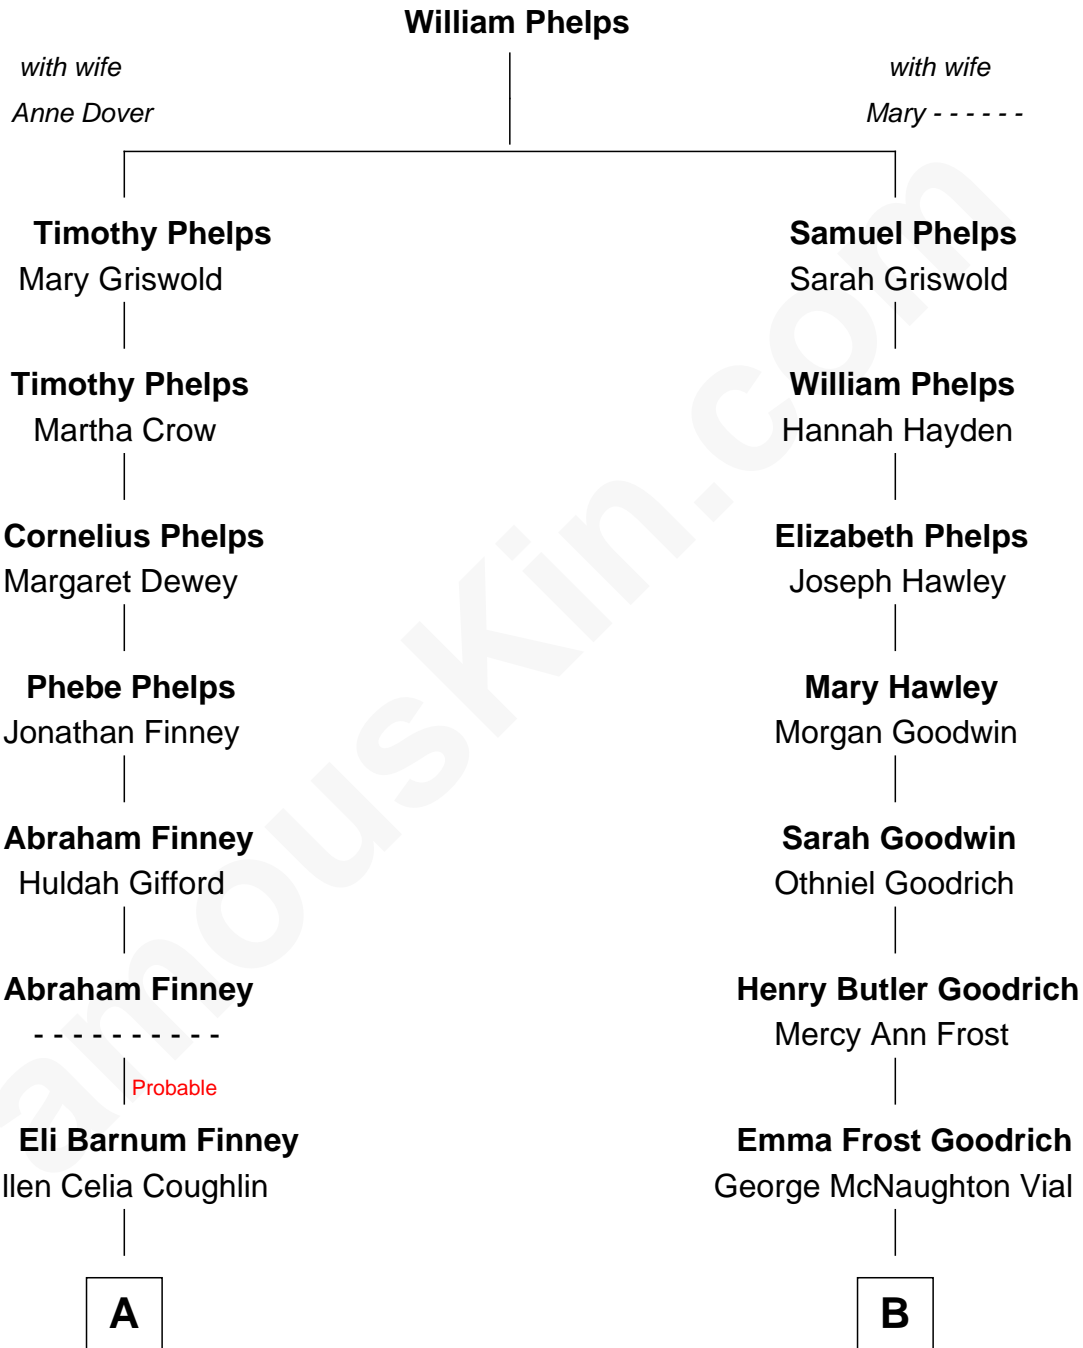 William Phelps
with wife
Anne Dover
with wife
Mary - - - - - -
Timothy Phelps
Mary Griswold
Samuel Phelps
Sarah Griswold
Timothy Phelps
Martha Crow
William Phelps
Hannah Hayden
Cornelius Phelps
Margaret Dewey
Elizabeth Phelps
Joseph Hawley
Phebe Phelps
Jonathan Finney
Mary Hawley
Morgan Goodwin
Abraham Finney
Huldah Gifford
Sarah Goodwin
Othniel Goodrich
Abraham Finney
- - - - - - - - - -
Henry Butler Goodrich
Mercy Ann Frost
Probable
Eli Barnum Finney
llen Celia Coughlin
Emma Frost Goodrich
George McNaughton Vial
A
B
amouskin.com